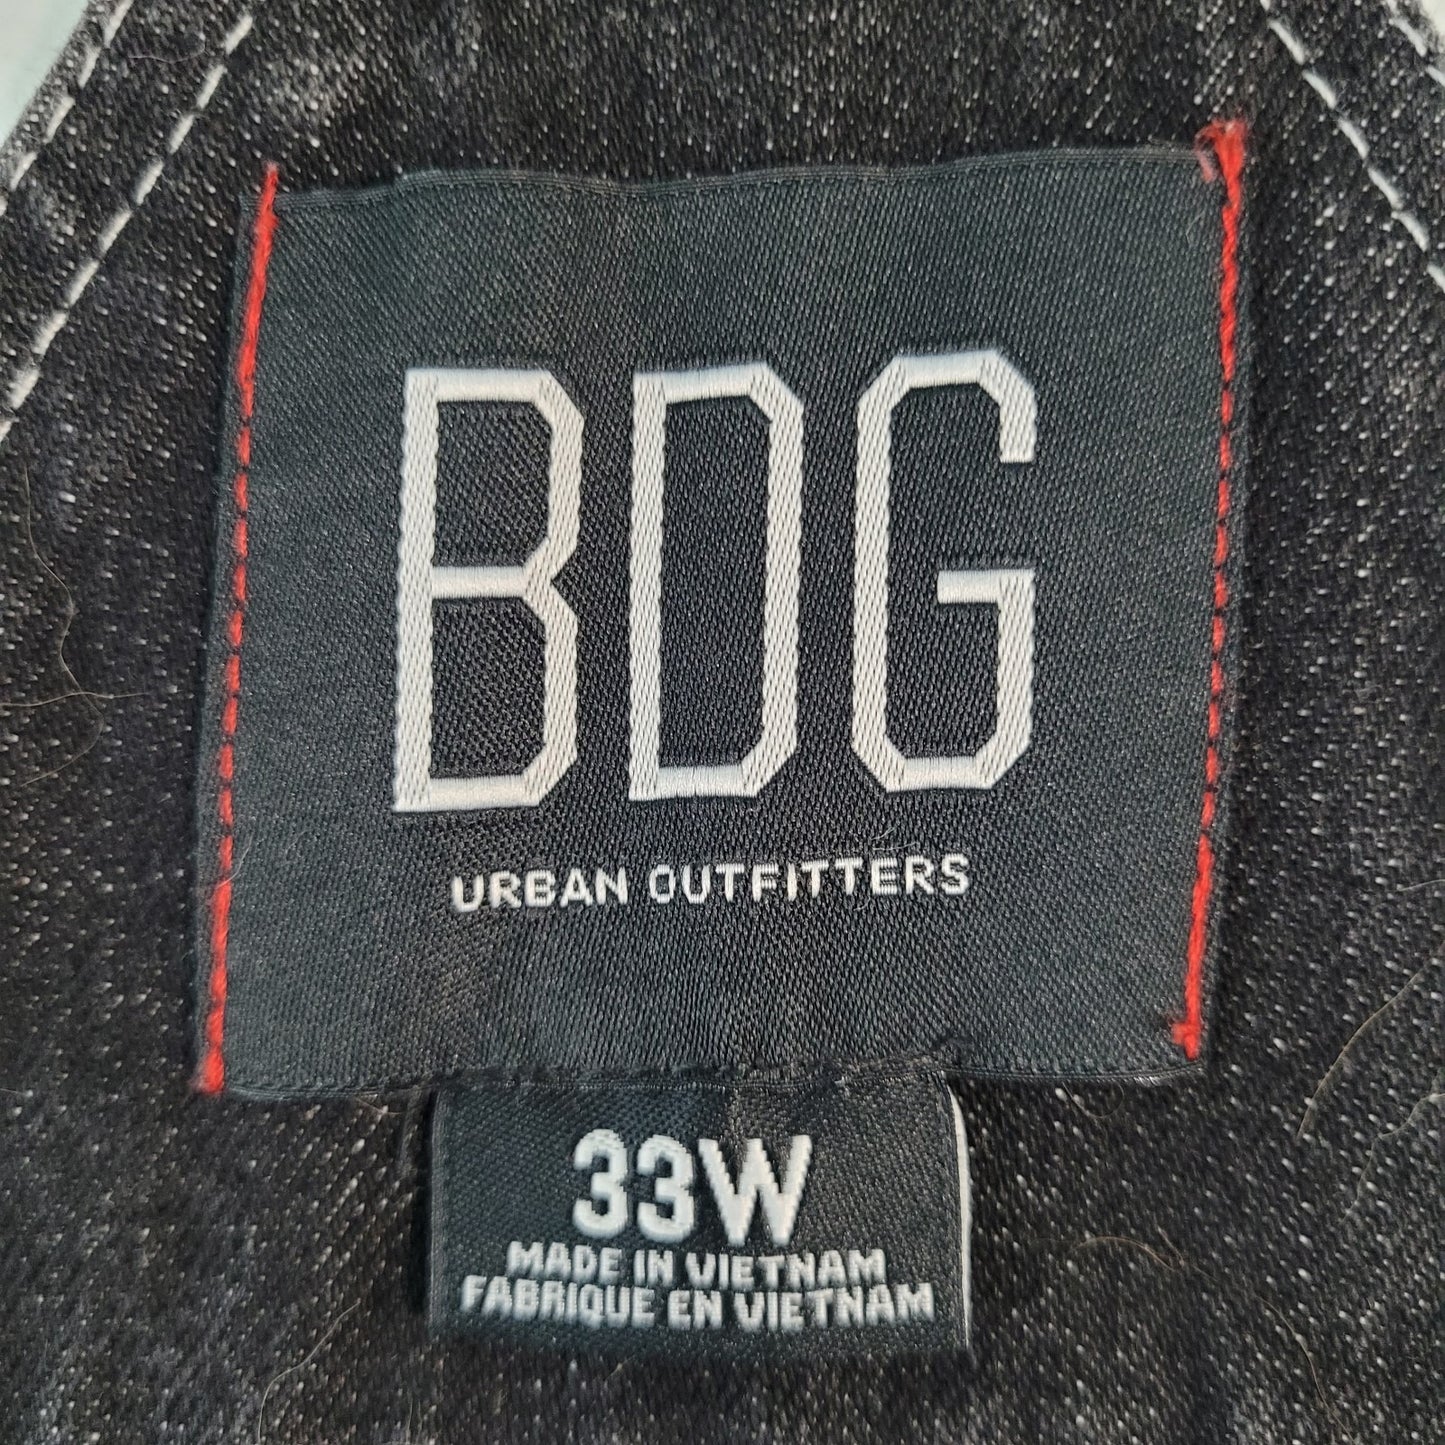 BDG
URBAN OUTFITTERS
33W
MADE IN VIETNAM
FABRIQUE EN VIETNAM